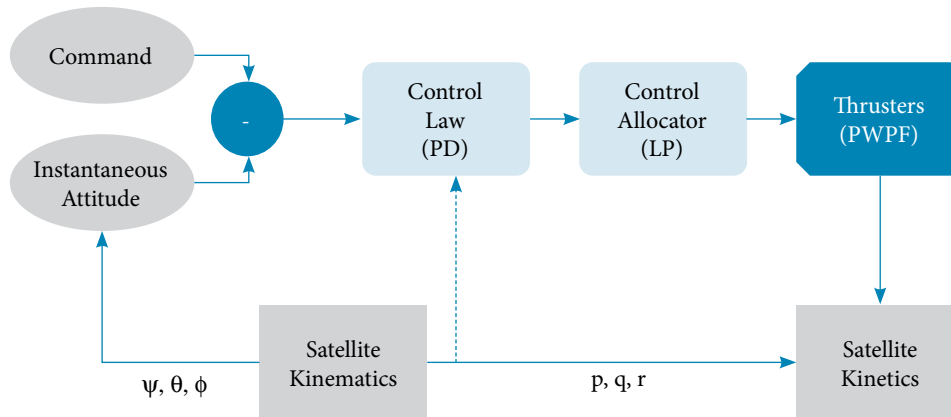 Command
-
Instantaneous
Attitude
Control
Law
(PD)
Control
Allocator
(LP)
Thrusters
(PWPF)
Satellite
Kinematics
Satellite
Kinetics
ψ, θ, ϕ
p, q, r